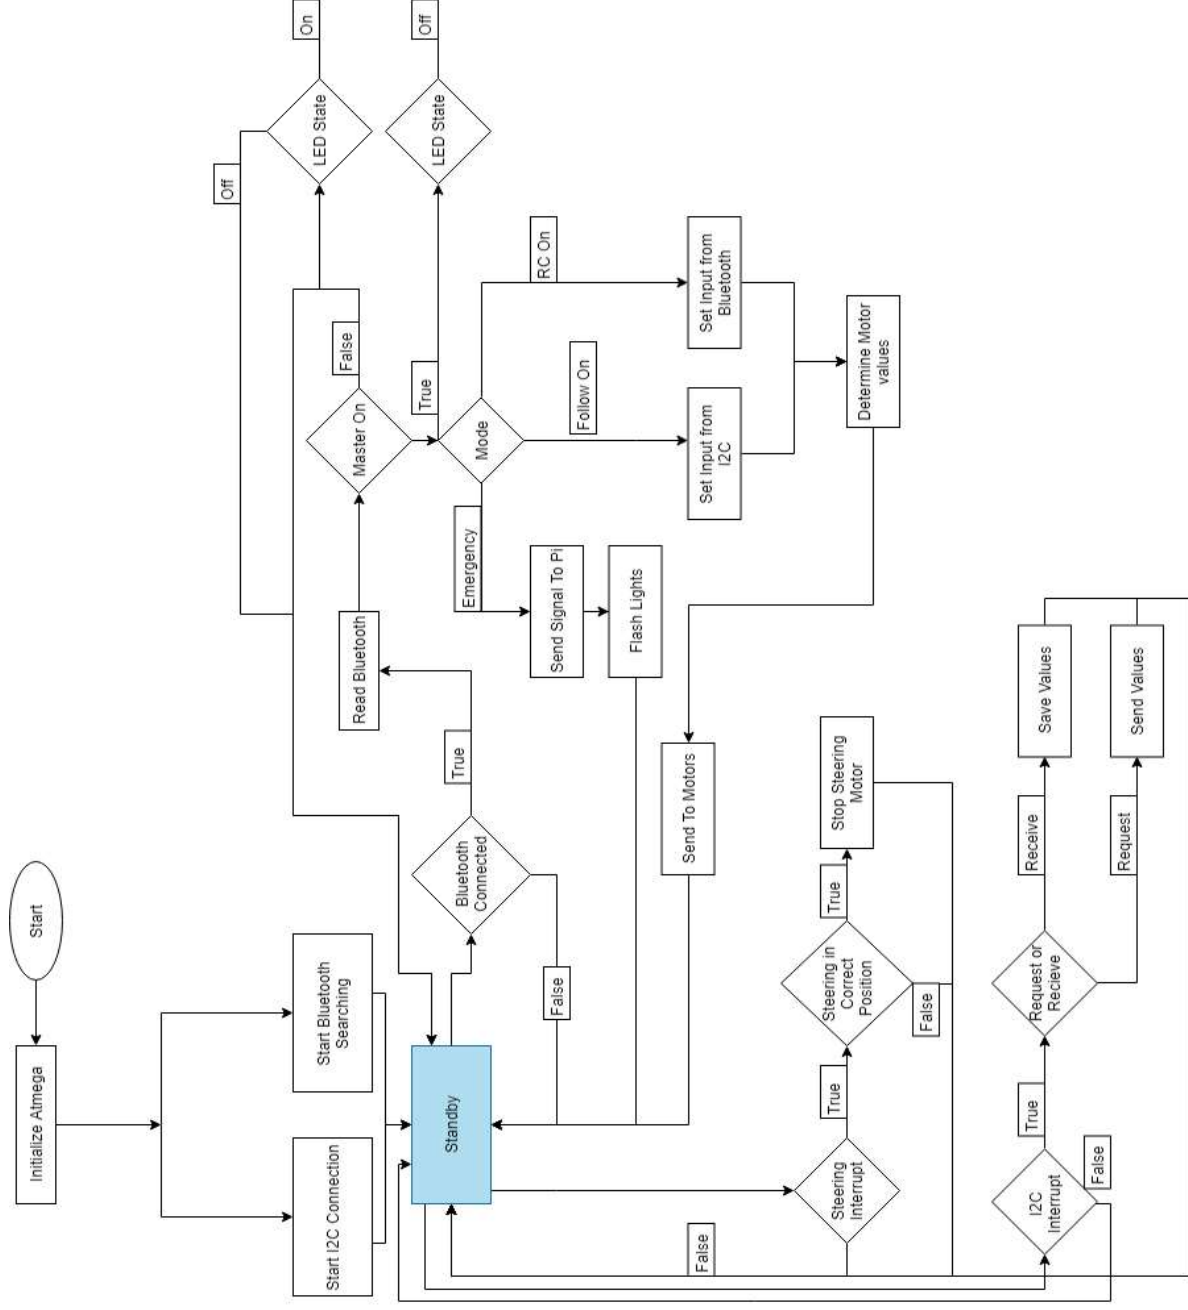 Start
Initialize Atmega
Start I2C Connection
Start Bluetooth
Searching
Standby
Bluetooth
Connected
True
False
Read Bluetooth
Master On
False
True
LED State
On
Off
LED State
Off
Mode
Emergency
Follow On
RC On
Send Signal To Pi
Flash Lights
Set Input from
I2C
Set Input from
Bluetooth
Determine Motor
values
Send To Motors
Steering
Interrupt
False
True
Steering in
Correct
Position
True
False
Stop Steering
Motor
I2C
Interrupt
True
False
Request or
Recieve
Receive
Request
Save Values
Send Values